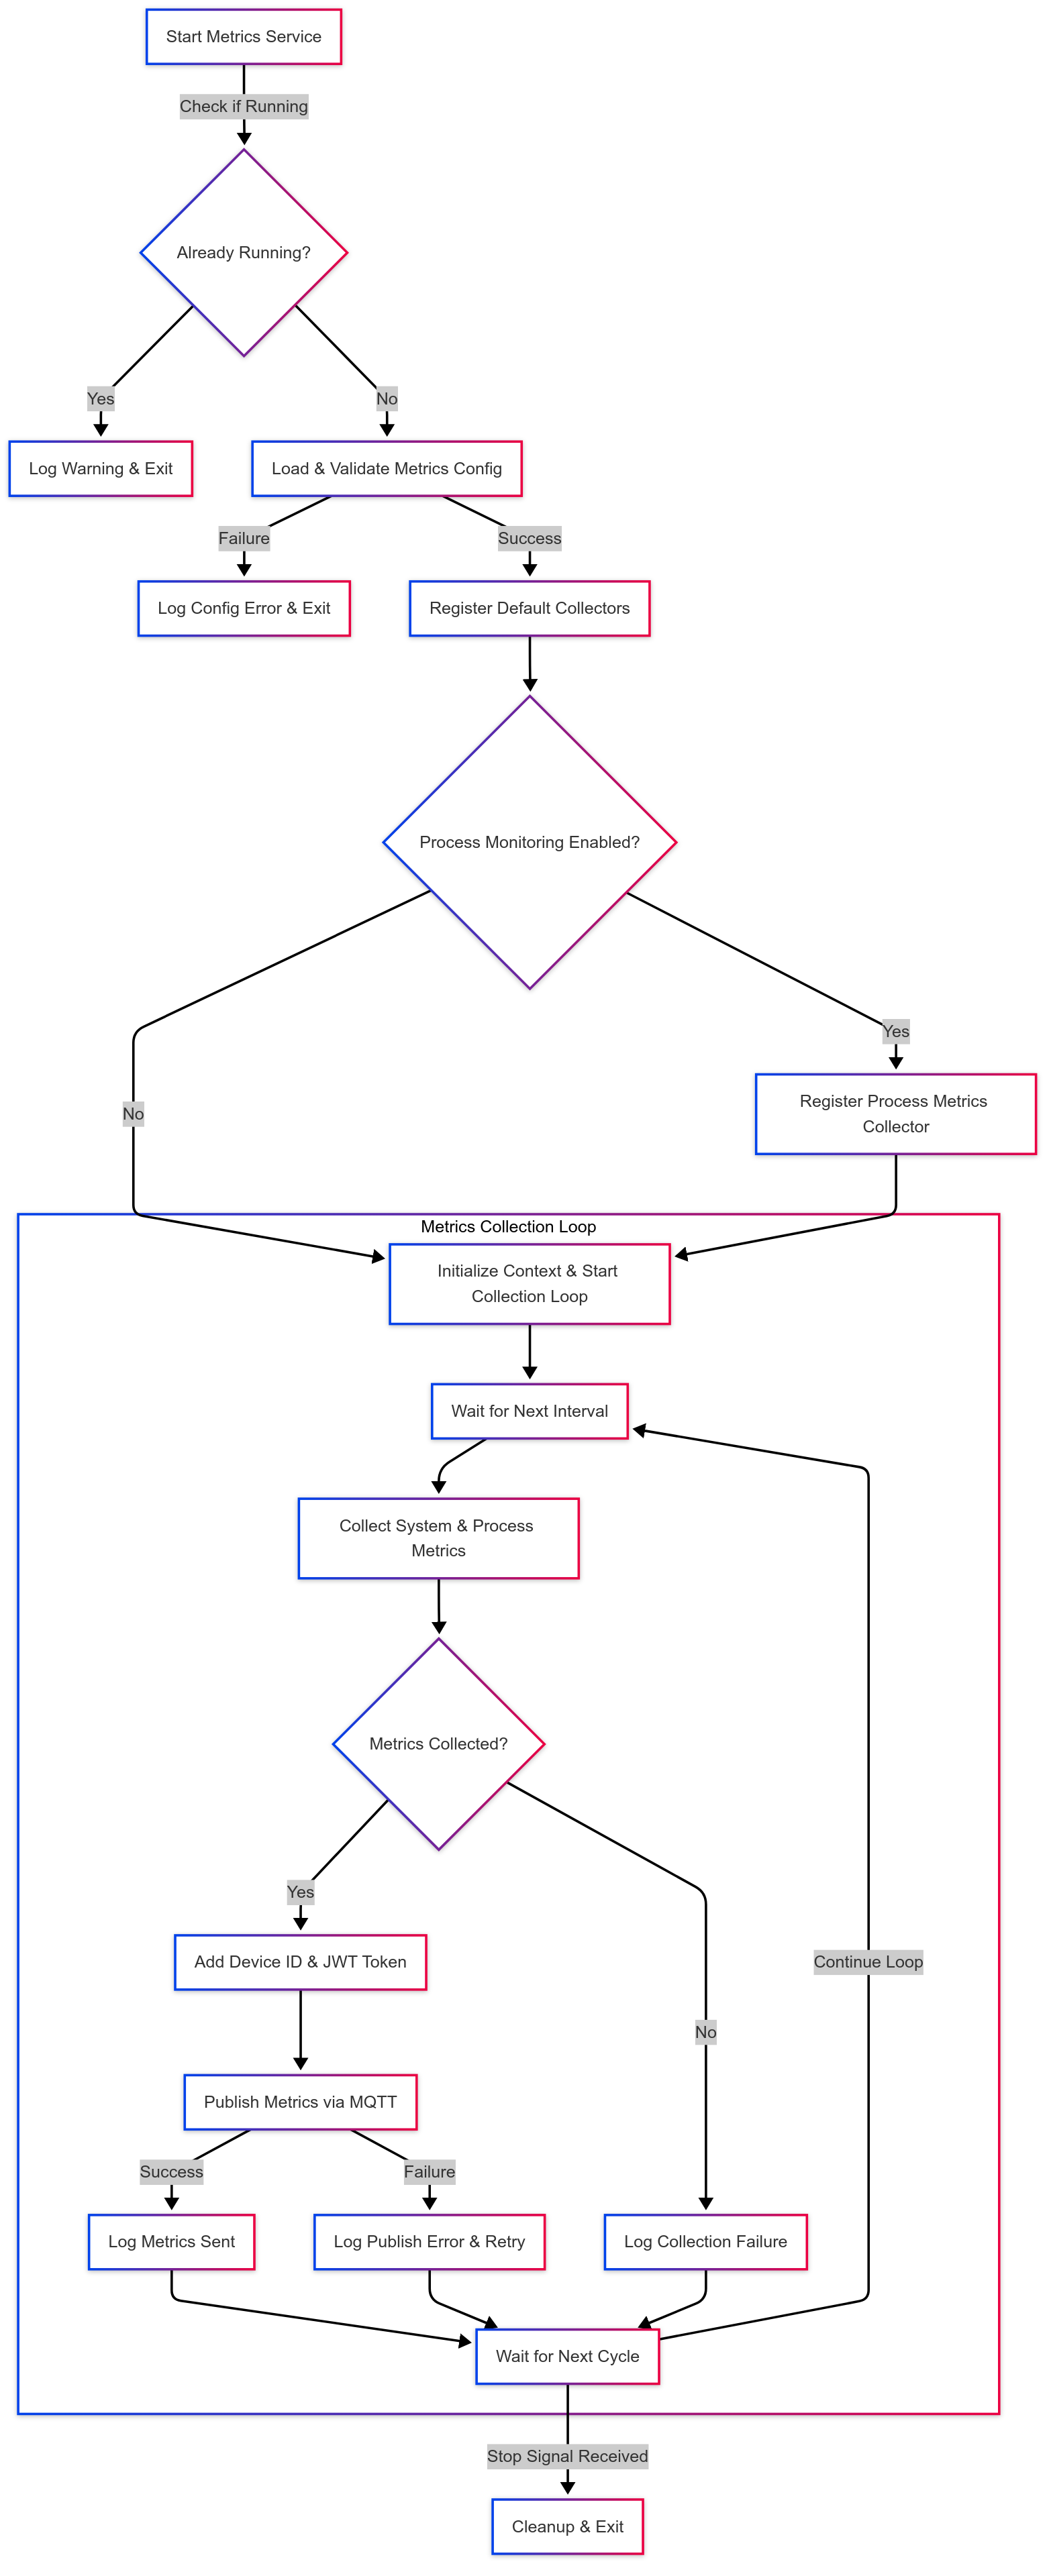 Start Metrics Service
Check if Running
Already Running?
Yes
No
Log Warning & Exit
Load & Validate Metrics Config
Failure
Success
Log Config Error & Exit
Register Default Collectors
Process Monitoring Enabled?
Yes
Register Process Metrics
Collector
No
Metrics Collection Loop
Initialize Context & Start
Collection Loop
Wait for Next Interval
Collect System & Process
Metrics
Metrics Collected?
Yes
Add Device ID & JWT Token
Continue Loop
No
Publish Metrics via MQTT
Success
Failure
Log Metrics Sent
Log Publish Error & Retry
Log Collection Failure
Wait for Next Cycle
Stop Signal Received
Cleanup & Exit